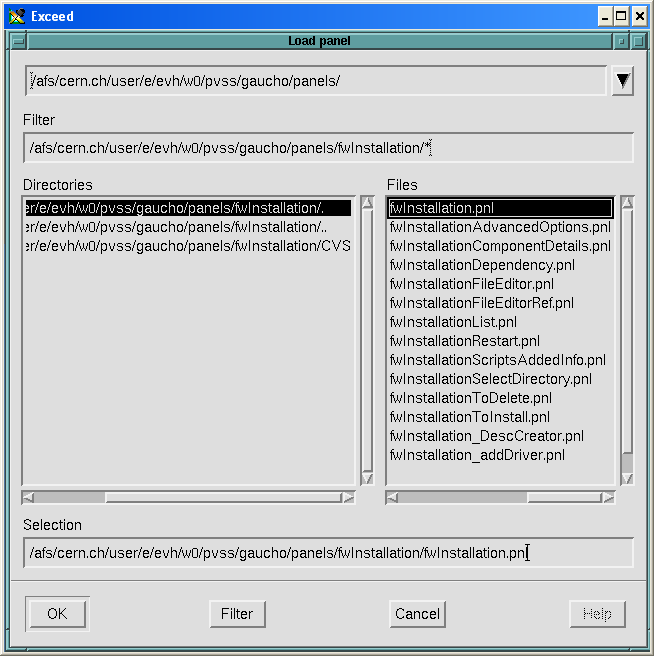 Exceed
Load panel
/afs/cern.ch/user/e/evh/w0/pvss/gaucho/panels/
Filter
/afs/cern.ch/user/e/evh/w0/pvss/gaucho/panels/fwInstallation/*
Directories
er/e/evh/w0/pvss/gaucho/panels/fwInstallation/.
er/e/evh/w0/pvss/gaucho/panels/fwInstallation/..
er/e/evh/w0/pvss/gaucho/panels/fwInstallation/CVS
Files
fwInstallation.pnl
fwInstallationAdvancedOptions.pnl
fwInstallationComponentDetails.pnl
fwInstallationDependency.pnl
fwInstallationFileEditor.pnl
fwInstallationFileEditorRef.pnl
fwInstallationList.pnl
fwInstallationRestart.pnl
fwInstallationScriptsAddedInfo.pnl
fwInstallationSelectDirectory.pnl
fwInstallationToDelete.pnl
fwInstallationToInstall.pnl
fwInstallation_DescCreator.pnl
fwInstallation_addDriver.pnl
Selection
/afs/cern.ch/user/e/evh/w0/pvss/gaucho/panels/fwInstallation/fwInstallation.pnl
OK
Filter
Cancel
Help